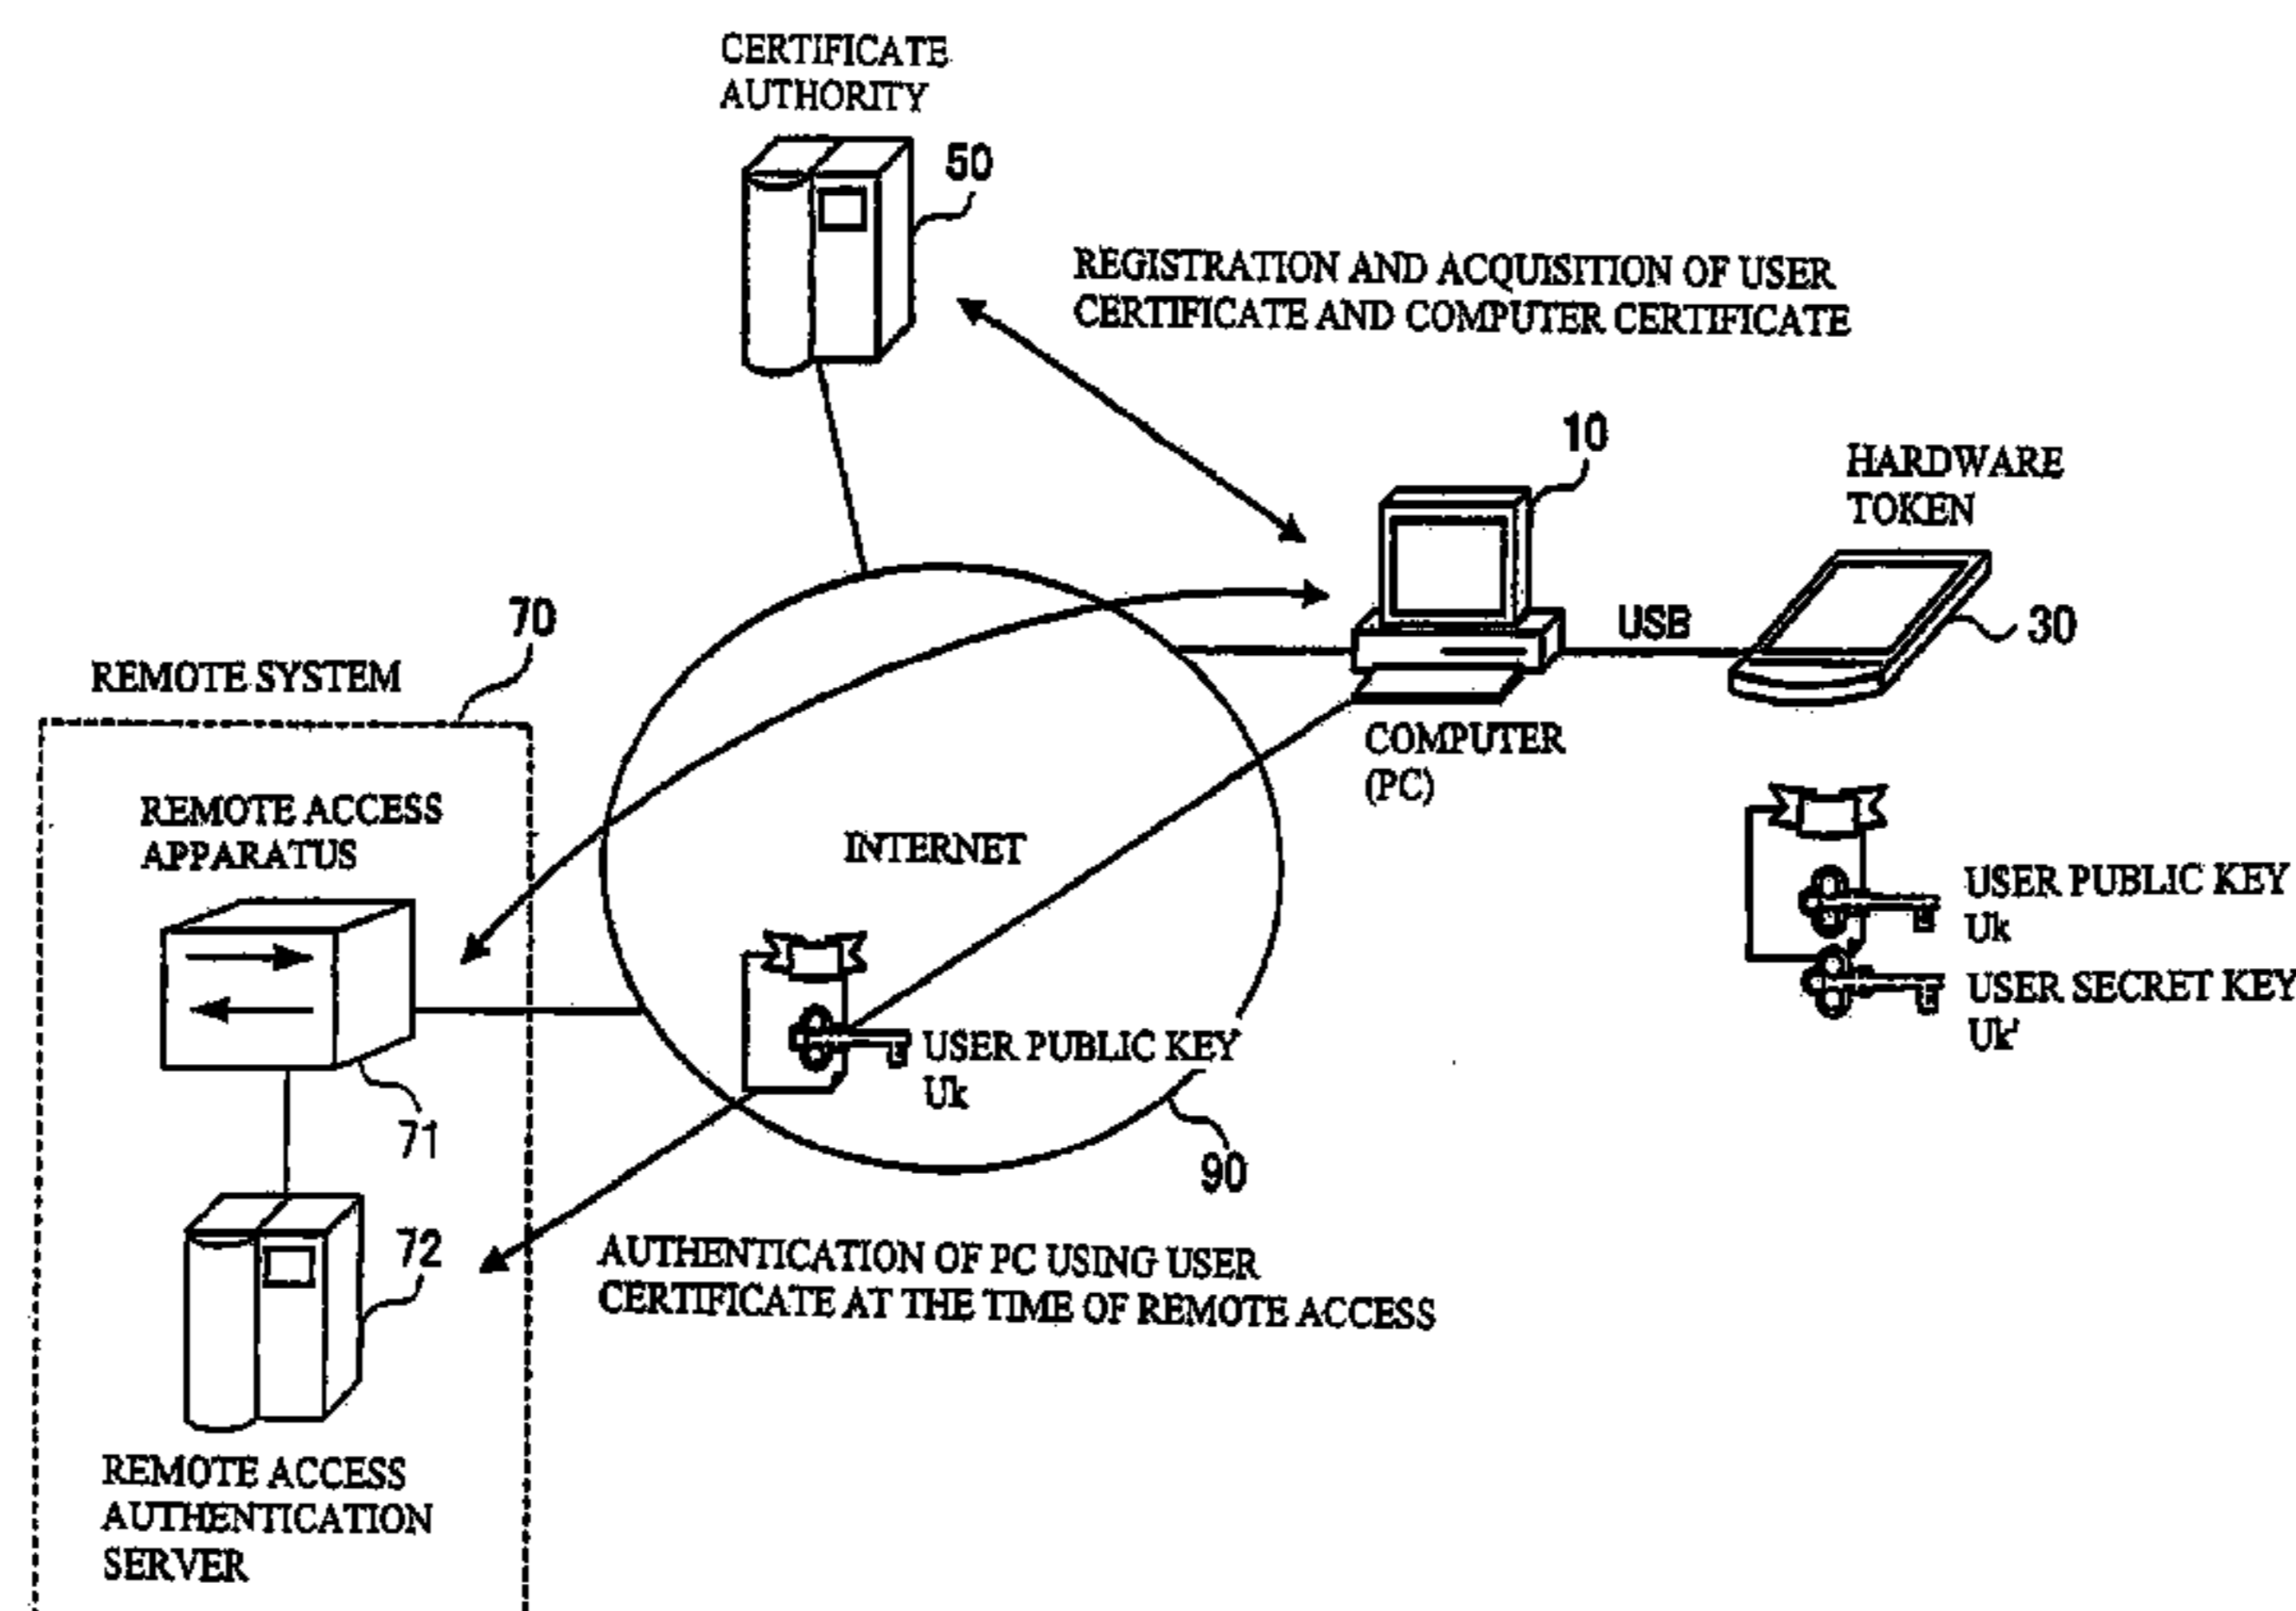 CERTIFICATE
AUTHORITY
50
REGISTRATION AND ACQUISITION OF USER
CERTIFICATE AND COMPUTER CERTIFICATE
10
HARDWARE
TOKEN
USB
30
70
REMOTE SYSTEM
COMPUTER
(PC)
REMOTE ACCESS
APPARATUS
INTERNET
USER PUBLIC KEY
Uk
USER SECRET KEY
Uk'
USER PUBLIC KEY
Uk
71
90
72
AUTHENTICATION OF PC USING USER
CERTIFICATE AT THE TIME OF REMOTE ACCESS
REMOTE ACCESS
AUTHENTICATION
SERVER